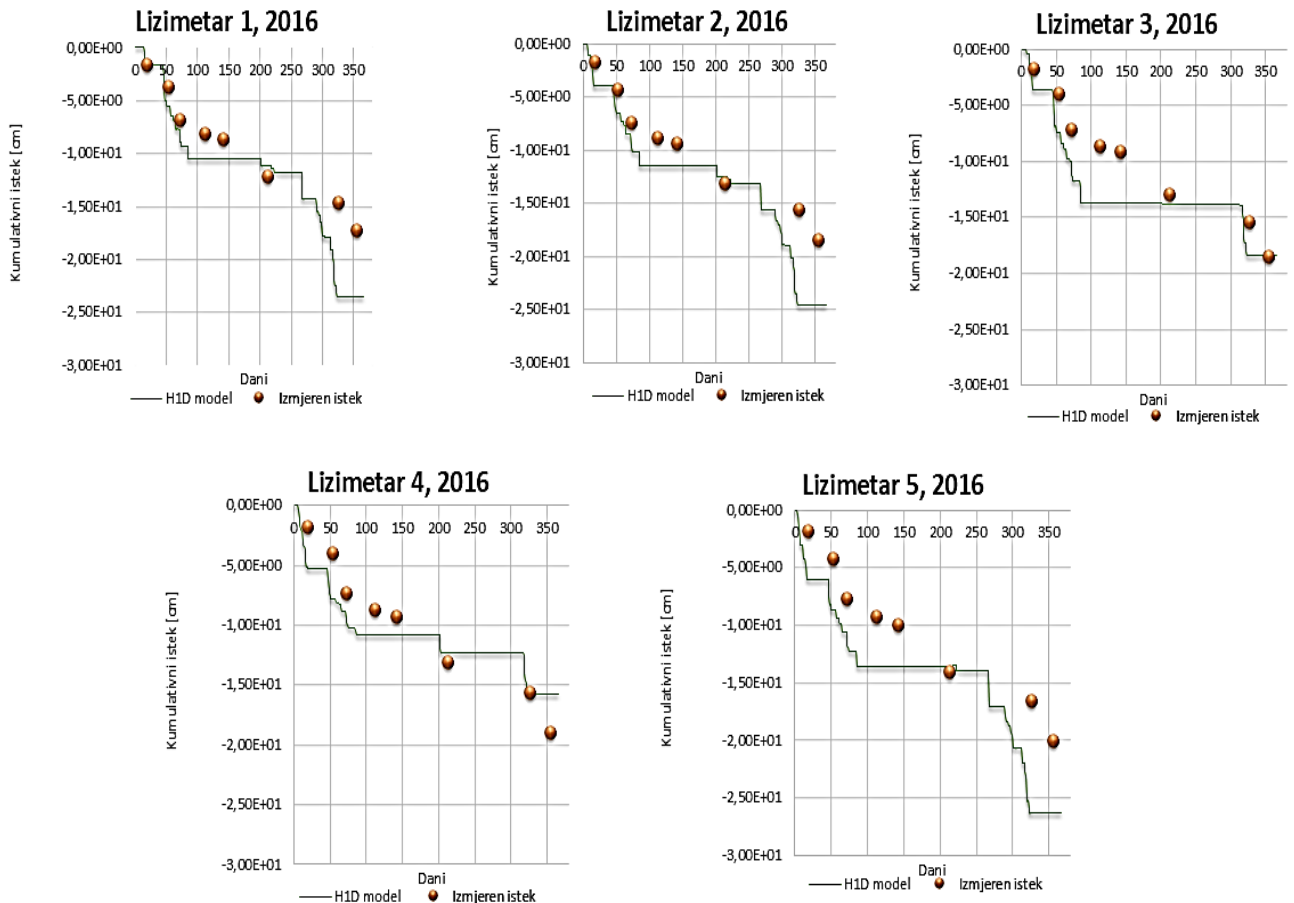 Lizimetar 1, 2016
0,00E+00
0 50 100 150 200 250 300 350
-5,00E+00
-1,00E+01
-1,50E+01
-2,00E+01
-2,50E+01
-3,00E+01
Kumulativni istek [cm]
Dani
H1D model Izmjeren istek
Lizimetar 2, 2016
0,00E+00
0 50 100 150 200 250 300 350
-5,00E+00
-1,00E+01
-1,50E+01
-2,00E+01
-2,50E+01
-3,00E+01
Kumulativni istek [cm]
Dani
H1D model Izmjeren istek
Lizimetar 3, 2016
0,00E+00
0 50 100 150 200 250 300 350
-5,00E+00
-1,00E+01
-1,50E+01
-2,00E+01
-2,50E+01
-3,00E+01
Kumulativni istek [cm]
Dani
H1D model Izmjeren istek
Lizimetar 4, 2016
0,00E+00
0 50 100 150 200 250 300 350
-5,00E+00
-1,00E+01
-1,50E+01
-2,00E+01
-2,50E+01
-3,00E+01
Kumulativni istek [cm]
Dani
H1D model Izmjeren istek
Lizimetar 5, 2016
0,00E+00
0 50 100 150 200 250 300 350
-5,00E+00
-1,00E+01
-1,50E+01
-2,00E+01
-2,50E+01
-3,00E+01
Kumulativni istek [cm]
Dani
H1D model Izmjeren istek